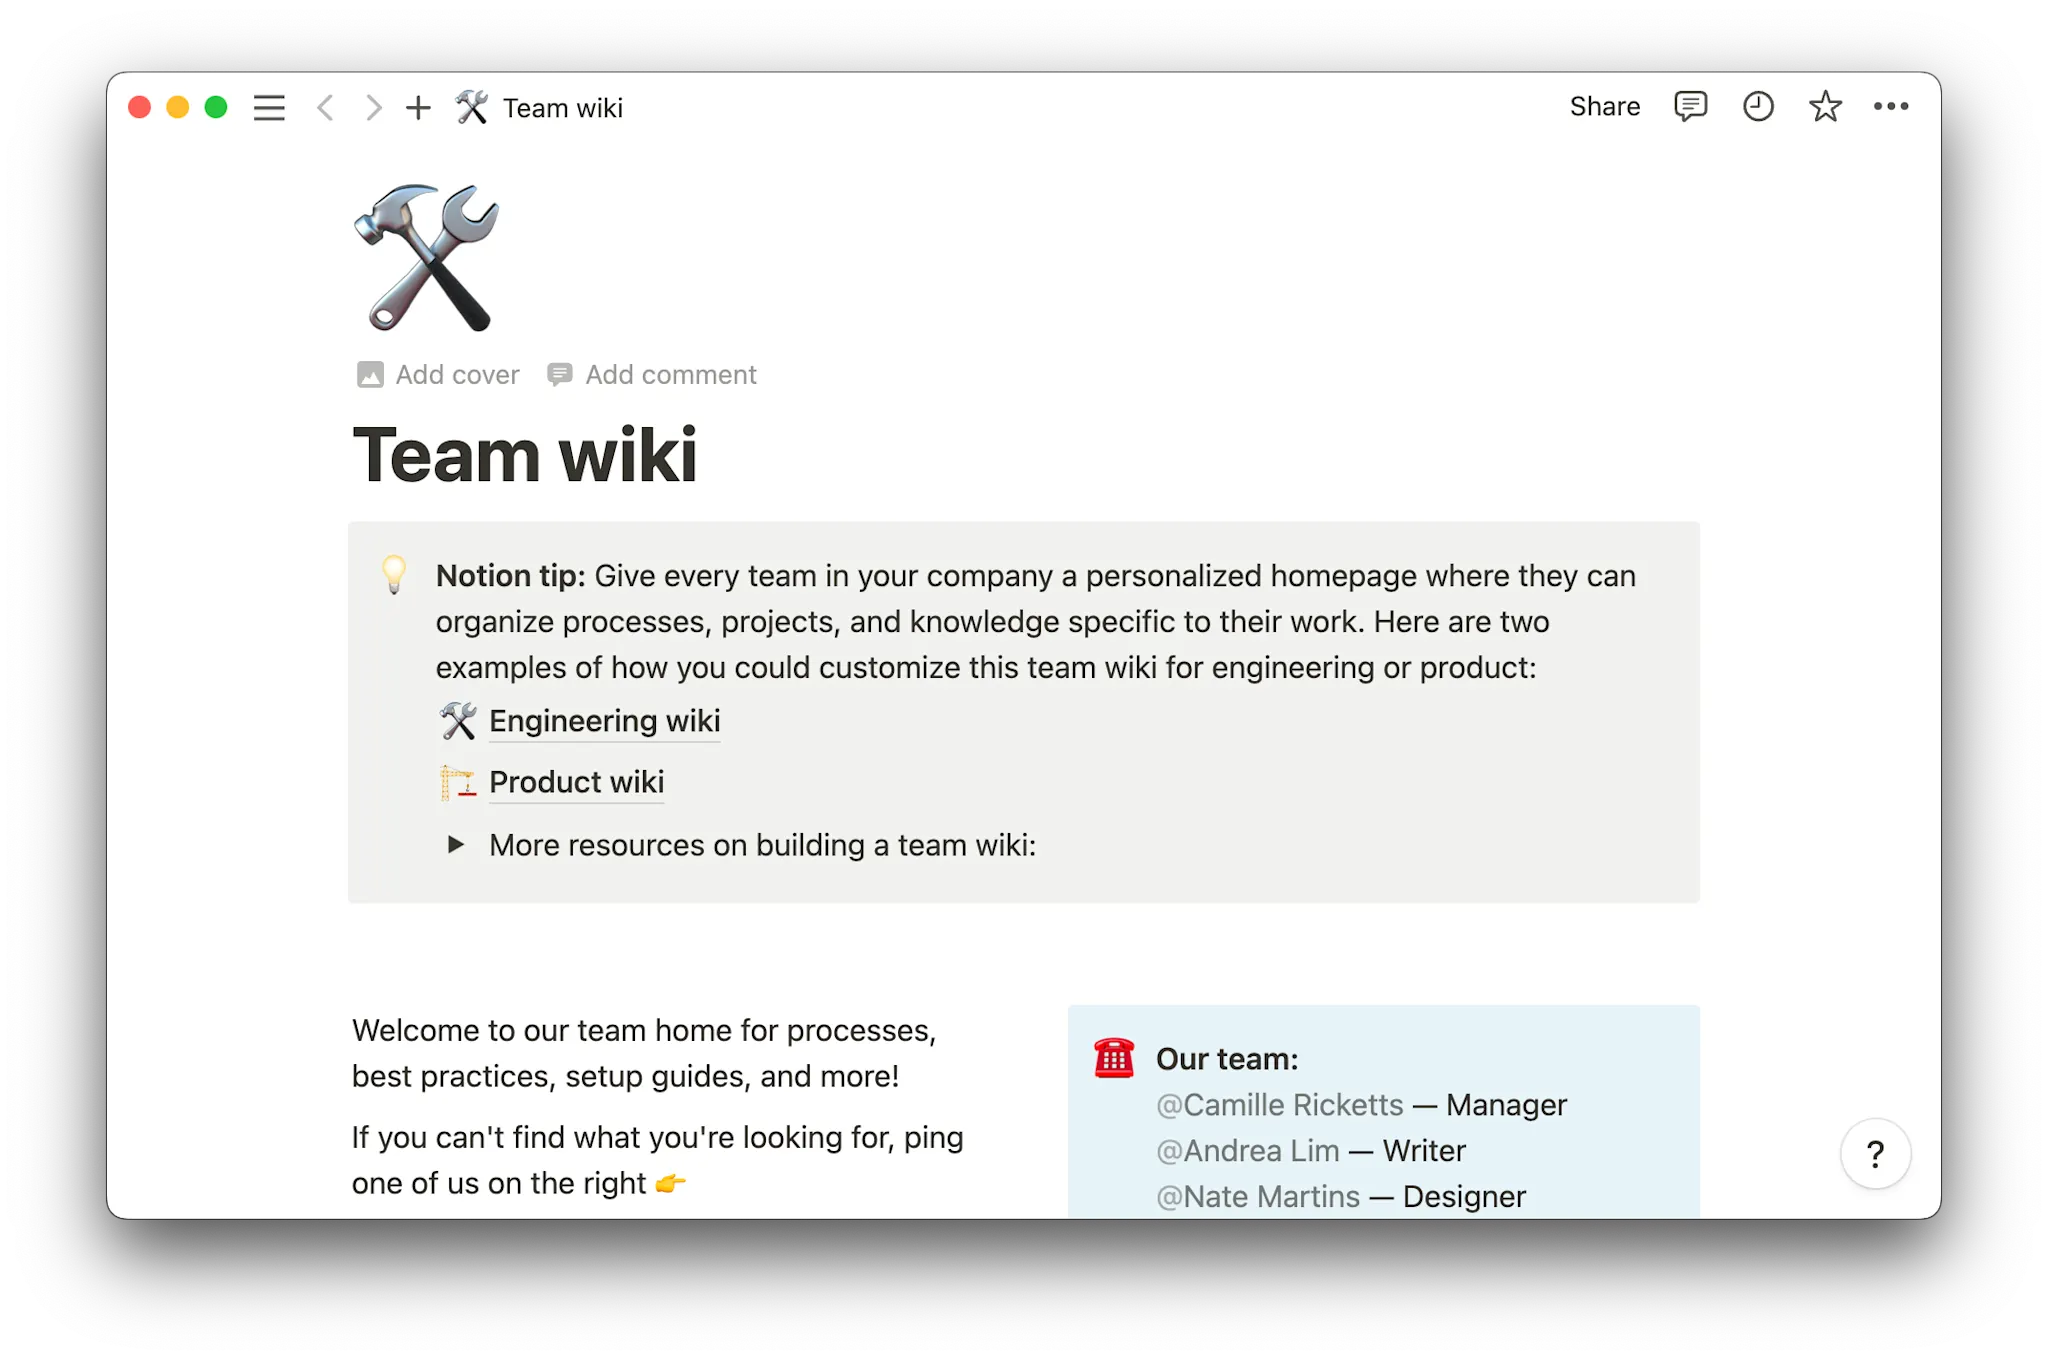 Team wiki
Share
Add cover
Add comment
Team wiki
Notion tip: Give every team in your company a personalized homepage where they can
organize processes, projects, and knowledge specific to their work. Here are two
examples of how you could customize this team wiki for engineering or product:
Engineering wiki
Product wiki
More resources on building a team wiki:
Welcome to our team home for processes,
best practices, setup guides, and more!
If you can't find what you're looking for, ping
one of us on the right 👉
Our team:
@Camille Ricketts — Manager
@Andrea Lim — Writer
@Nate Martins — Designer
?